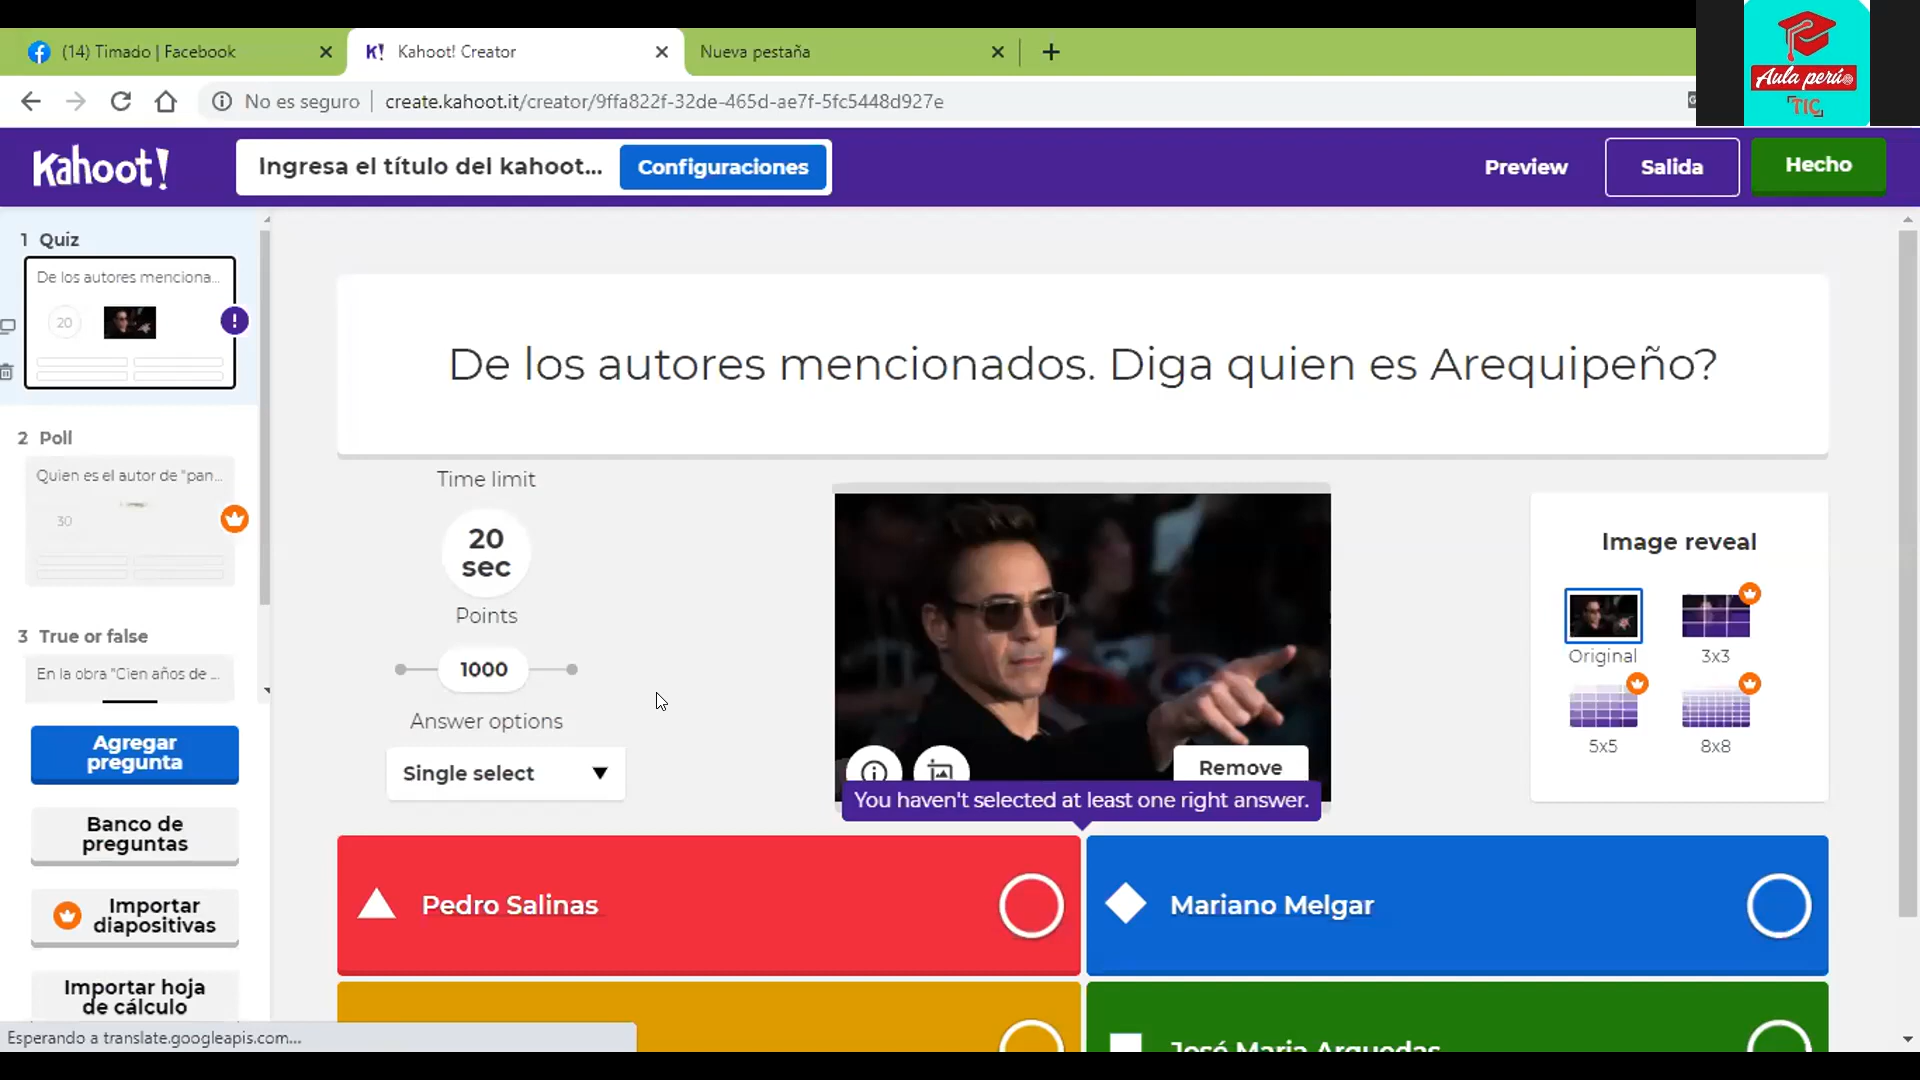 (14) Timado | Facebook
Kahoot! Creator
Nueva pestaña
Aula perú
TIC
No es seguro
create.kahoot.it/creator/9ffa822f-32de-465d-ae7f-5fc5448d927e
Kahoot!
Ingresa el título del kahoot...
Configuraciones
Preview
Salida
Hecho
1 Quiz
De los autores menciona...
20
2 Poll
Quien es el autor de "pan...
30
3 True or false
En la obra "Cien años de ...
Agregar
pregunta
Banco de
preguntas
Importar
diapositivas
Importar hoja
de cálculo
Esperando a translate.googleapis.com...
De los autores mencionados. Diga quien es Arequipeño?
Time limit
20
sec
Points
1000
Answer options
Single select
Remove
You haven't selected at least one right answer.
Image reveal
Original
3x3
5x5
8x8
Pedro Salinas
Mariano Melgar
José Maria Arguedas